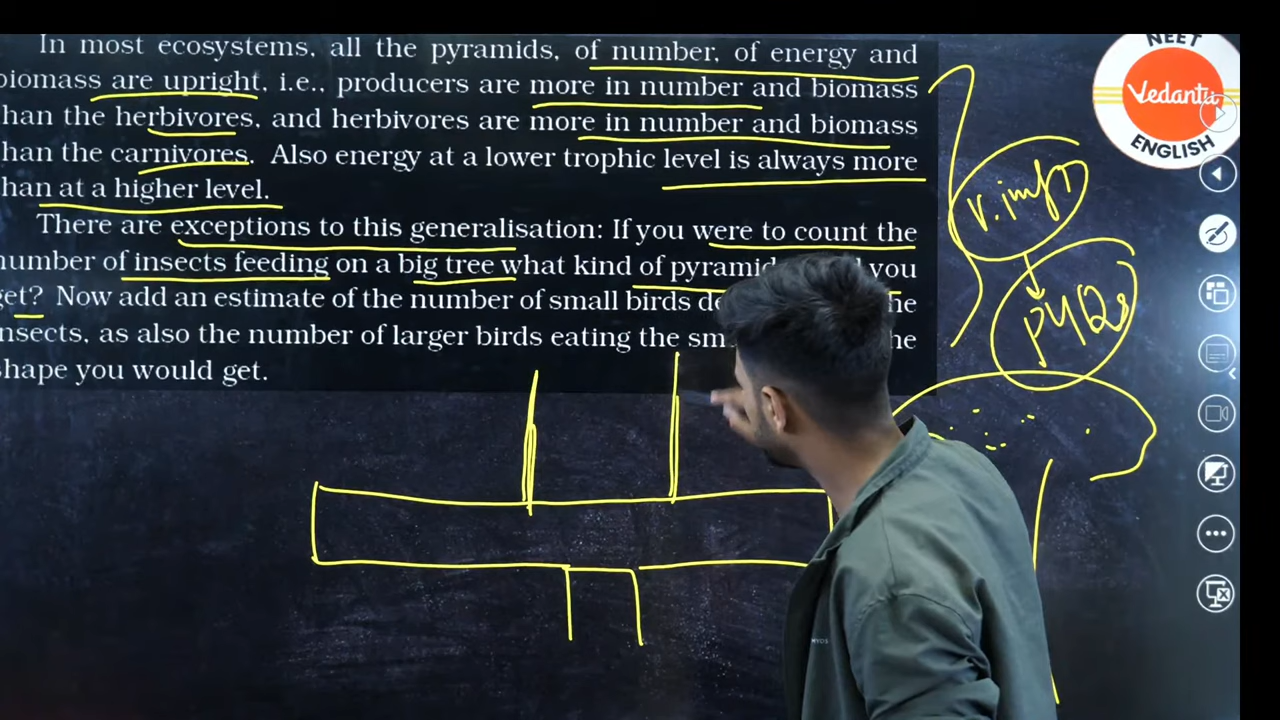 In most ecosystems, all the pyramids, of number, of energy and
biomass are upright, i.e., producers are more in number and biomass
han the herbivores, and herbivores are more in number and biomass
han the carnivores. Also energy at a lower trophic level is always more
han at a higher level.
There are exceptions to this generalisation: If you were to count the
number of insects feeding on a big tree what kind of pyramid you
get? Now add an estimate of the number of small birds de he
insects, as also the number of larger birds eating the sm he
shape you would get.
NEET
Vedantu
ENGLISH
v. impt
PYQs